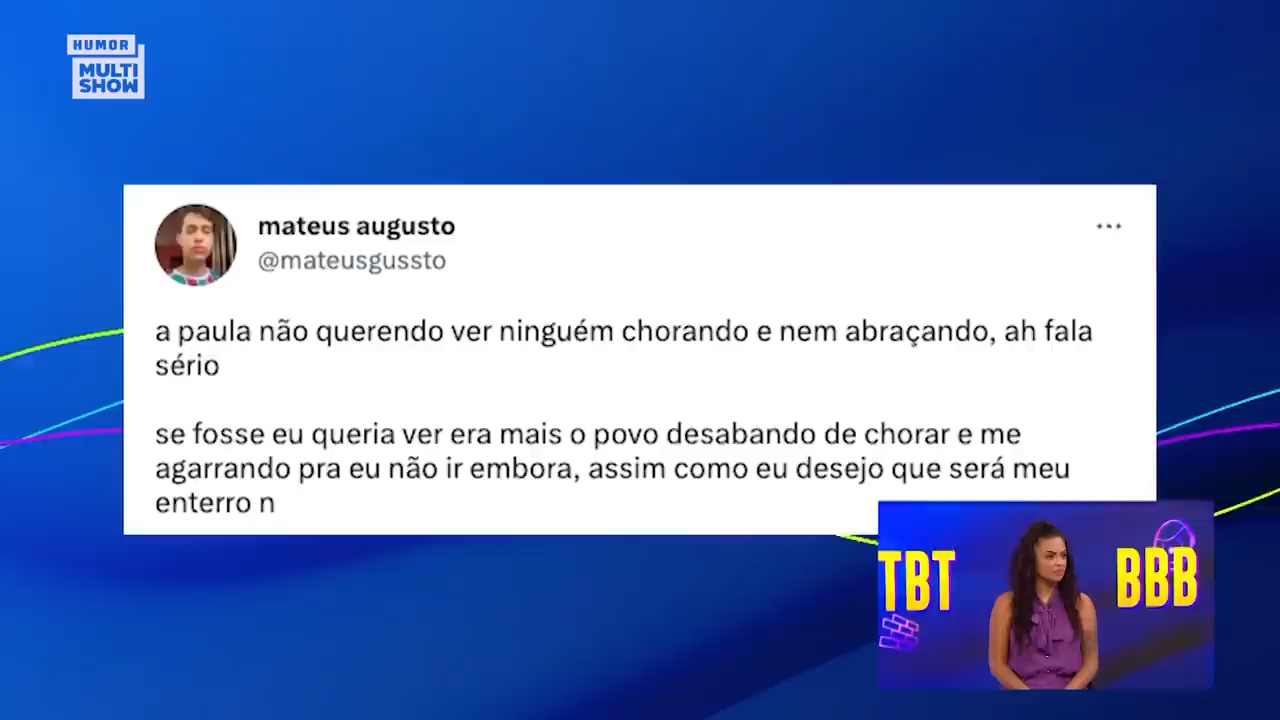 HUMOR
MULTI
SHOW
mateus augusto
@mateusgussto
a paula não querendo ver ninguém chorando e nem abraçando, ah fala
sério
se fosse eu queria ver era mais o povo desabando de chorar e me
agarrando pra eu não ir embora, assim como eu desejo que será meu
enterro n
TBT
BBB